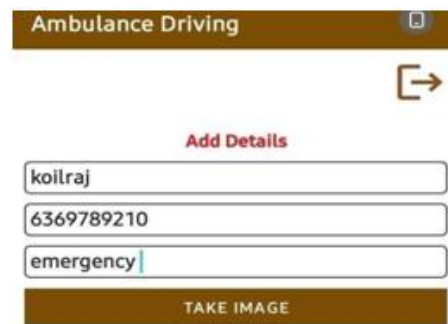 Ambulance Driving
Add Details
koilraj
6369789210
emergency
TAKE IMAGE